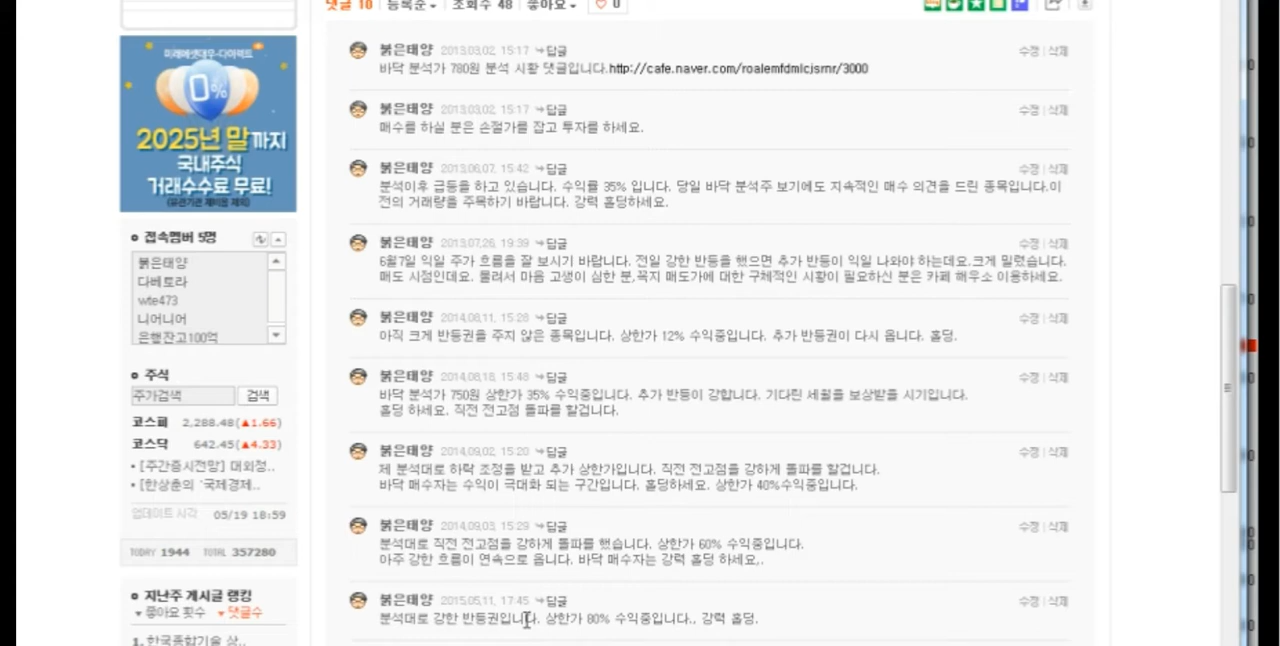 댓글 10 | 등록순 | 조회수 48 | 좋아요 0
미래에셋대우-다이렉트
0%
2025년 말까지
국내주식
거래수수료 무료!
(유관기관 제비용 제외)
접속멤버 5명
붉은태양
다베토라
wte473
니어니어
은행잔고100억
주식
주가검색 검색
코스피 2,288.48(▲1.66)
코스닥 642.45(▲4.33)
• [주간증시전망] 대외정..
• [한상춘의 '국제경제..
업데이트 시각 05/19 18:59
TODAY 1944 TOTAL 357280
지난주 게시글 랭킹
좋아요 횟수 댓글수
1. 한국종합기술 상..
붉은태양 2013.03.02, 15:17 답글 수정 | 삭제
바닥 분석가 780원 분석 시황 댓글입니다.http://cafe.naver.com/roalemfdmlcjsrnr/3000
붉은태양 2013.03.02, 15:17 답글 수정 | 삭제
매수를 하실 분은 손절가를 잡고 투자를 하세요.
붉은태양 2013.06.07, 15:42 답글 수정 | 삭제
분석이후 급등을 하고 있습니다. 수익률 35% 입니다. 당일 바닥 분석주 보기에도 지속적인 매수 의견을 드린 종목입니다.이
전의 거래량을 주목하기 바랍니다. 강력 홀딩하세요.
붉은태양 2013.07.26, 19:39 답글 수정 | 삭제
6월7일 익일 주가 흐름을 잘 보시기 바랍니다. 전일 강한 반등을 했으면 추가 반등이 익일 나와야 하는데요.크게 밀렸습니다.
매도 시점인데요. 물려서 마음 고생이 심한 분,목지 매도가에 대한 구체적인 시황이 필요하신 분은 카페 해우소 이용하세요.
붉은태양 2014.08.11, 15:28 답글 수정 | 삭제
아직 크게 반등권을 주지 않은 종목입니다. 상한가 12% 수익중입니다. 추가 반등권이 다시 옵니다. 홀딩.
붉은태양 2014.08.18, 15:48 답글 수정 | 삭제
바닥 분석가 750원 상한가 35% 수익중입니다. 추가 반등이 강합니다. 기다린 세월을 보상받을 시기입니다.
홀딩 하세요. 직전 전고점 돌파를 할겁니다.
붉은태양 2014.09.02, 15:20 답글 수정 | 삭제
제 분석대로 하락 조정을 받고 추가 상한가입니다. 직전 전고점을 강하게 돌파를 할겁니다.
바닥 매수자는 수익이 극대화 되는 구간입니다. 홀딩하세요. 상한가 40%수익중입니다.
붉은태양 2014.09.03, 15:29 답글 수정 | 삭제
분석대로 직전 전고점을 강하게 돌파를 했습니다. 상한가 60% 수익중입니다.
아주 강한 흐름이 연속으로 옵니다. 바닥 매수자는 강력 홀딩 하세요..
붉은태양 2015.05.11, 17:45 답글 수정 | 삭제
분석대로 강한 반등권입니다. 상한가 80% 수익중입니다., 강력 홀딩.